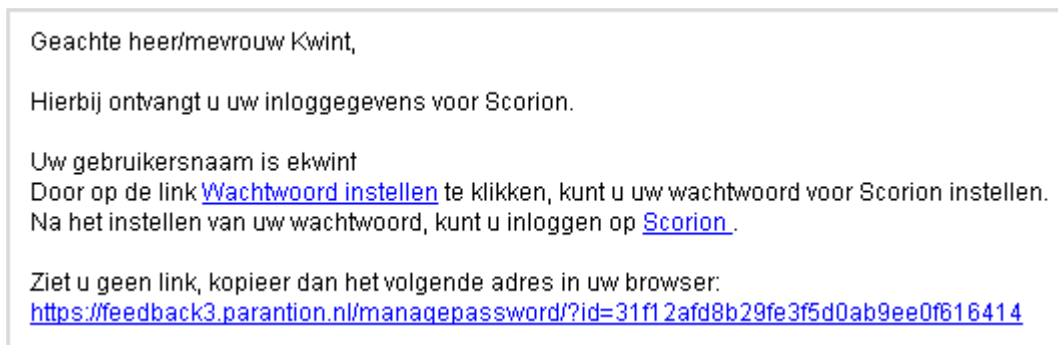 Geachte heer/mevrouw Kwint,
Hierbij ontvangt u uw inloggegevens voor Scorion.
Uw gebruikersnaam is ekwint
Door op de link Wachtwoord instellen te klikken, kunt u uw wachtwoord voor Scorion instellen.
Na het instellen van uw wachtwoord, kunt u inloggen op Scorion .
Ziet u geen link, kopieer dan het volgende adres in uw browser:
https://feedback3.parantion.nl/managepassword/?id=31f12afd8b29fe3f5d0ab9ee0f616414